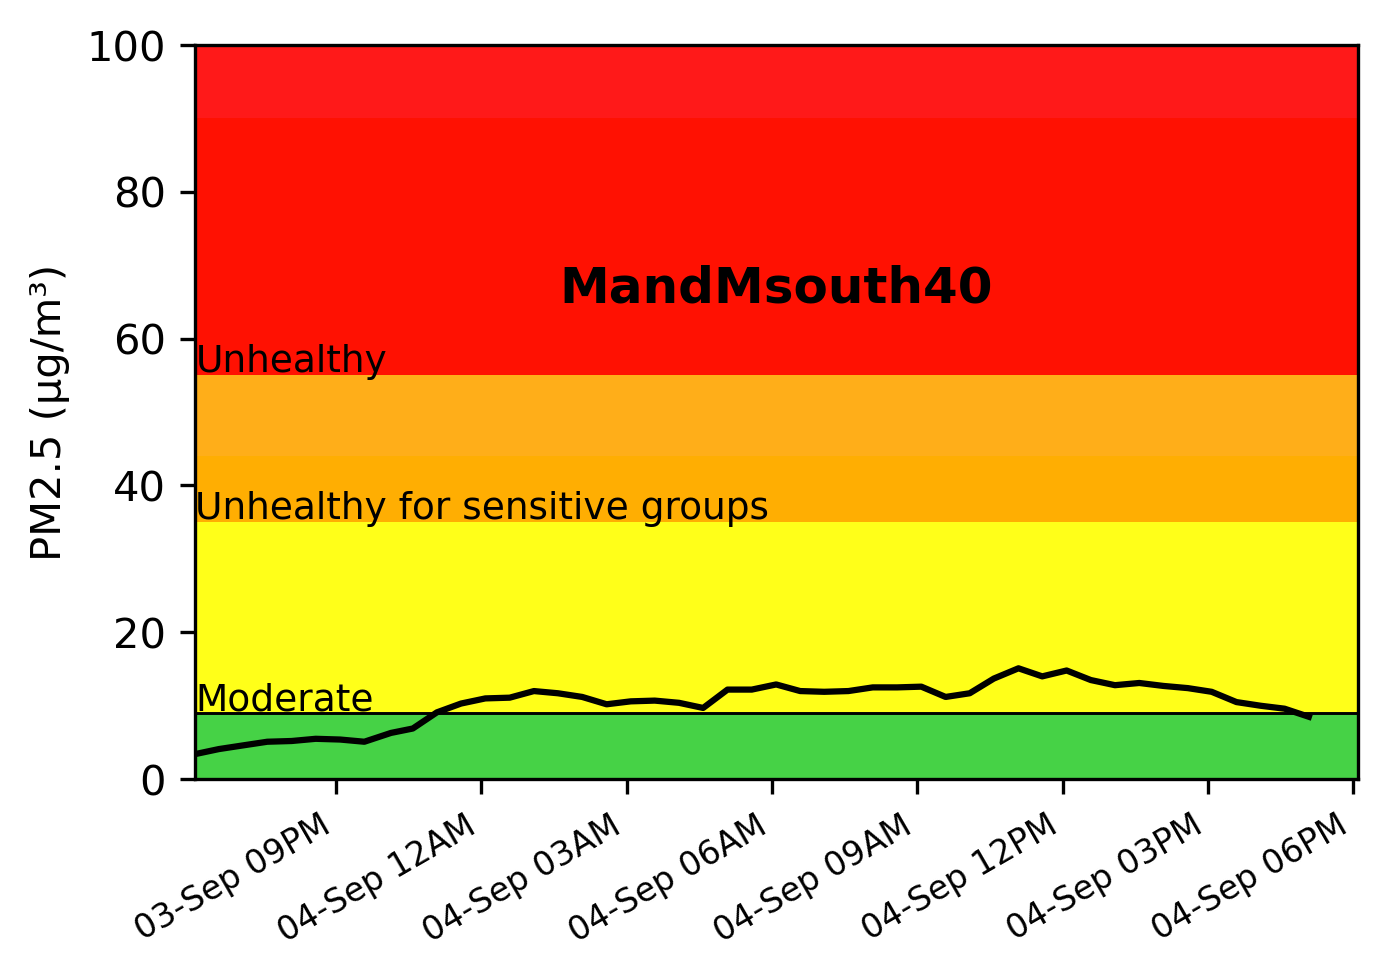 100
80
60
40
20
0
PM2.5 (µg/m³)
MandMsouth40
Unhealthy
Unhealthy for sensitive groups
Moderate
03-Sep 09PM
04-Sep 12AM
04-Sep 03AM
04-Sep 06AM
04-Sep 09AM
04-Sep 12PM
04-Sep 03PM
04-Sep 06PM